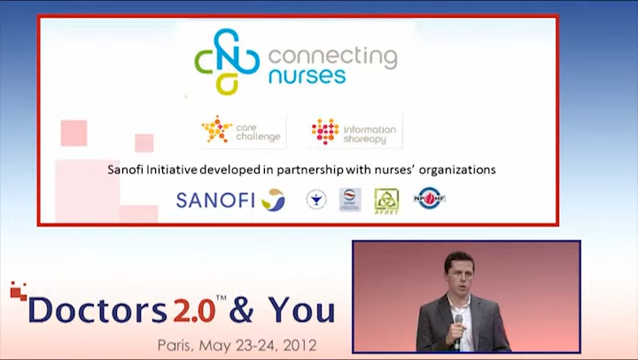 connecting
nurses
care
challenge
information
shareapy
Sanofi Initiative developed in partnership with nurses' organizations
SANOFI
Doctors 2.0™ & You
Paris, May 23-24, 2012